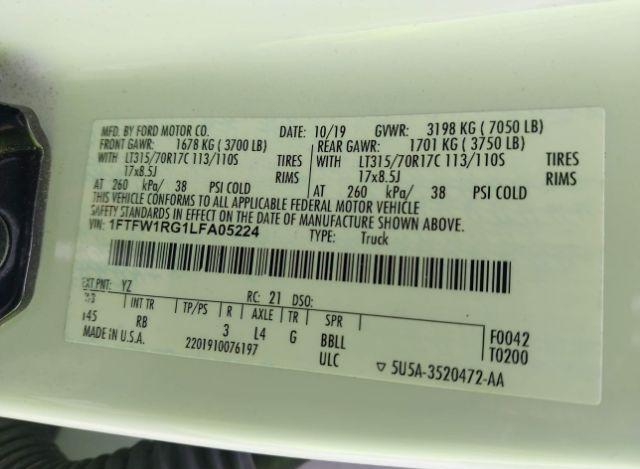 MFD. BY FORD MOTOR CO. DATE: 10/19 GVWR: 3198 KG ( 7050 LB)
FRONT GAWR: 1678 KG ( 3700 LB) REAR GAWR: 1701 KG ( 3750 LB)
WITH LT315/70R17C 113/110S TIRES WITH LT315/70R17C 113/110S TIRES
17x8.5J RIMS 17x8.5J RIMS
AT 260 kPa/ 38 PSI COLD AT 260 kPa/ 38 PSI COLD
THIS VEHICLE CONFORMS TO ALL APPLICABLE FEDERAL MOTOR VEHICLE
SAFETY STANDARDS IN EFFECT ON THE DATE OF MANUFACTURE SHOWN ABOVE.
VIN: 1FTFW1RG1LFA05224 TYPE: Truck
EXT PNT: YZ RC: 21 DSO:
INT TR TP/PS R AXLE TR SPR
145 RB 3 L4 G BBLL F0042
MADE IN U.S.A. 2201910076197 ULC T0200
▽ 5U5A-3520472-AA